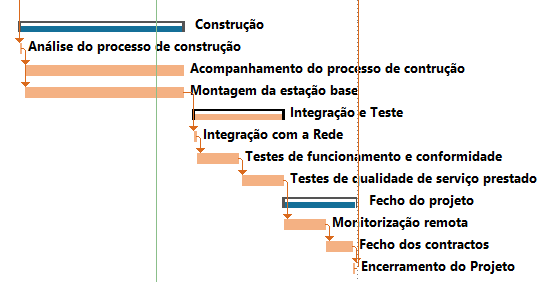 Construção
Análise do processo de construção
Acompanhamento do processo de contrução
Montagem da estação base
Integração e Teste
Integração com a Rede
Testes de funcionamento e conformidade
Testes de qualidade de serviço prestado
Fecho do projeto
Monitorização remota
Fecho dos contractos
Encerramento do Projeto